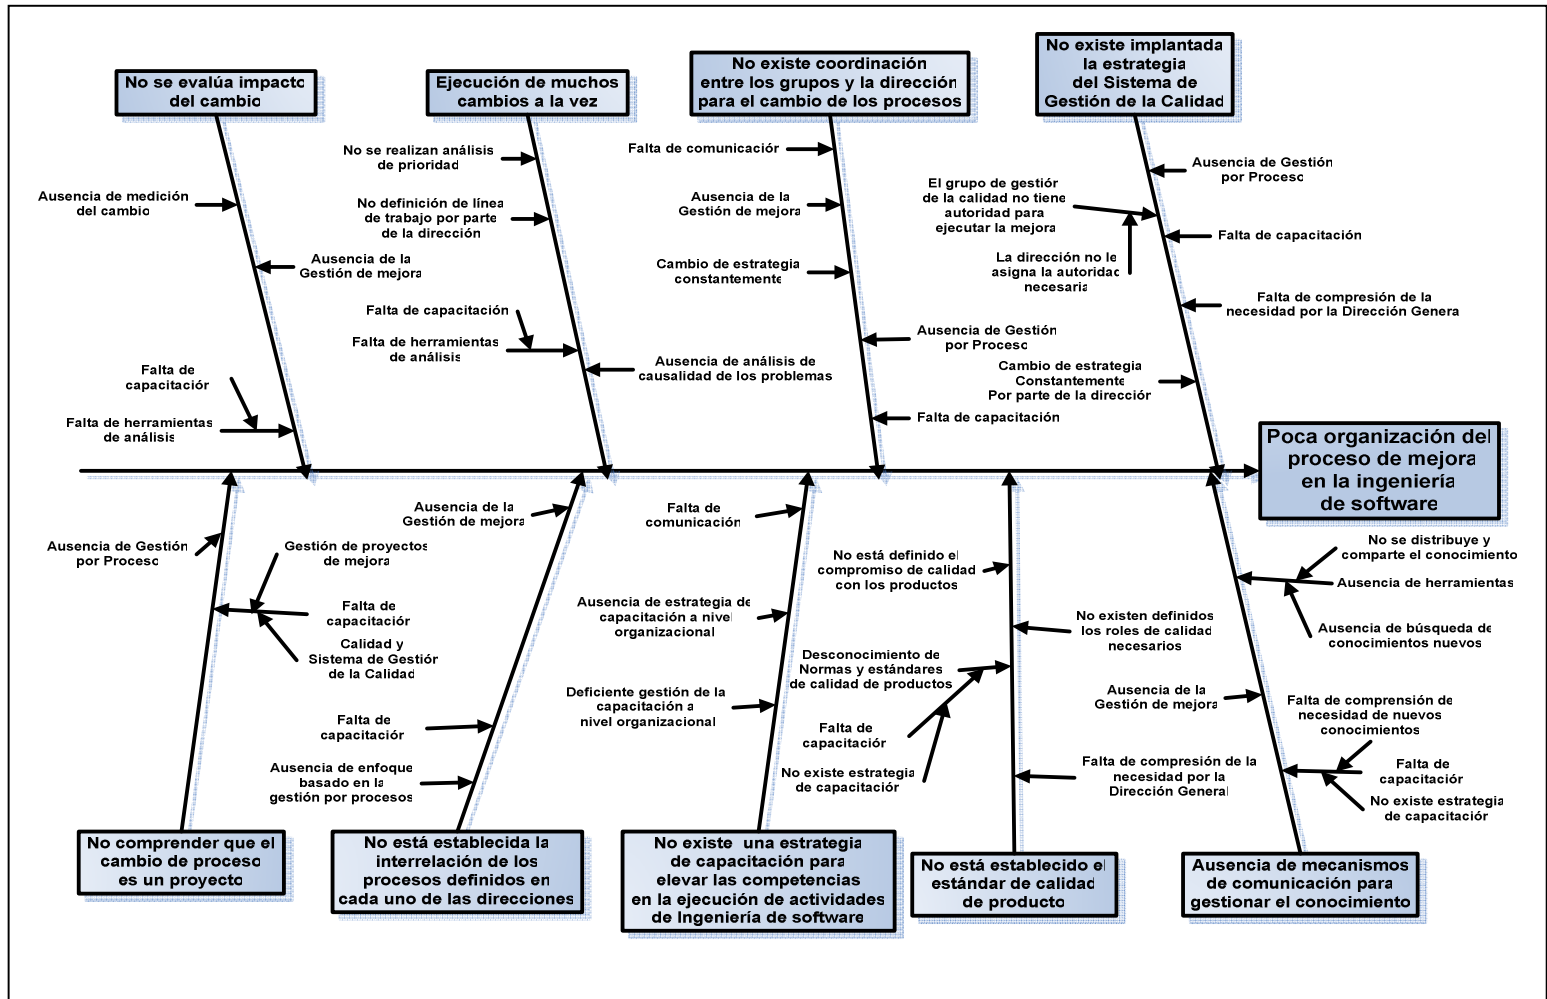 No se evalúa impacto
del cambio
Ejecución de muchos
cambios a la vez
No existe coordinación
entre los grupos y la dirección
para el cambio de los procesos
No existe implantada
la estrategia
del Sistema de
Gestión de la Calidad
Ausencia de medición
del cambio
Ausencia de la
Gestión de mejora
Falta de
capacitación
Falta de herramientas
de análisis
No se realizan análisis
de prioridad
No definición de línea
de trabajo por parte
de la dirección
Falta de capacitación
Falta de herramientas
de análisis
Ausencia de análisis de
causalidad de los problemas
Falta de comunicación
Ausencia de la
Gestión de mejora
Cambio de estrategia
constantemente
Ausencia de Gestión
por Proceso
Falta de capacitación
Ausencia de Gestión
por Proceso
El grupo de gestión
de la calidad no tiene
autoridad para
ejecutar la mejora
Falta de capacitación
La dirección no le
asigna la autoridad
necesaria
Falta de compresión de la
necesidad por la Dirección Genera
Cambio de estrategia
Constantemente
Por parte de la dirección
Poca organización del
proceso de mejora
en la ingeniería
de software
Ausencia de Gestión
por Proceso
Gestión de proyectos
de mejora
Falta de
capacitación
Calidad y
Sistema de Gestión
de la Calidad
Ausencia de la
Gestión de mejora
Falta de
capacitación
Ausencia de enfoque
basado en la
gestión por procesos
Falta de
comunicación
Ausencia de estrategia de
capacitación a nivel
organizacional
Deficiente gestión de la
capacitación a
nivel organizacional
No está definido el
compromiso de calidad
con los productos
No existen definidos
los roles de calidad
necesarios
Desconocimiento de
Normas y estándares
de calidad de productos
Falta de
capacitación
No existe estrategia
de capacitación
Falta de compresión de la
necesidad por la
Dirección General
No se distribuye y
comparte el conocimiento
Ausencia de herramientas
Ausencia de búsqueda de
conocimientos nuevos
Ausencia de la
Gestión de mejora
Falta de comprensión de
necesidad de nuevos
conocimientos
Falta de
capacitación
No existe estrategia
de capacitación
No comprender que el
cambio de proceso
es un proyecto
No está establecida la
interrelación de los
procesos definidos en
cada uno de las direcciones
No existe una estrategia
de capacitación para
elevar las competencias
en la ejecución de actividades
de Ingeniería de software
No está establecido el
estándar de calidad
de producto
Ausencia de mecanismos
de comunicación para
gestionar el conocimiento